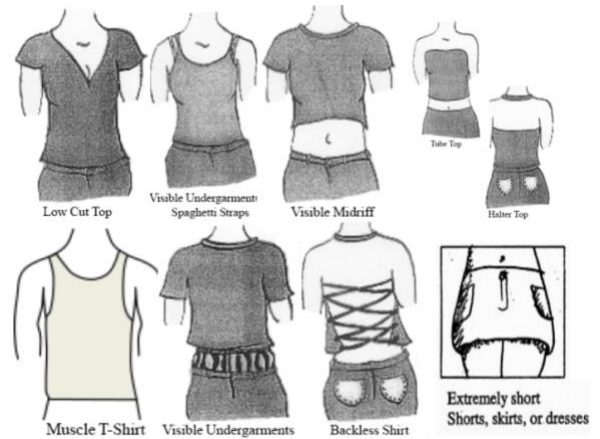 Low Cut Top
Visible Undergarments
Spaghetti Straps
Visible Midriff
Tube Top
Halter Top
Muscle T-Shirt
Visible Undergarments
Backless Shirt
Extremely short
Shorts, skirts, or dresses